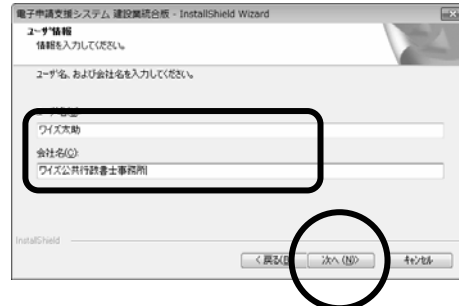 電子申請支援システム 建設業統合版 - InstallShield Wizard
ユーザ情報
情報を入力してください。
ユーザ名、および会社名を入力してください。
ワイズ太助
会社名(C):
ワイズ公共行政書士事務所
InstallShield
< 戻る(B
次へ(N)>
キャンセル